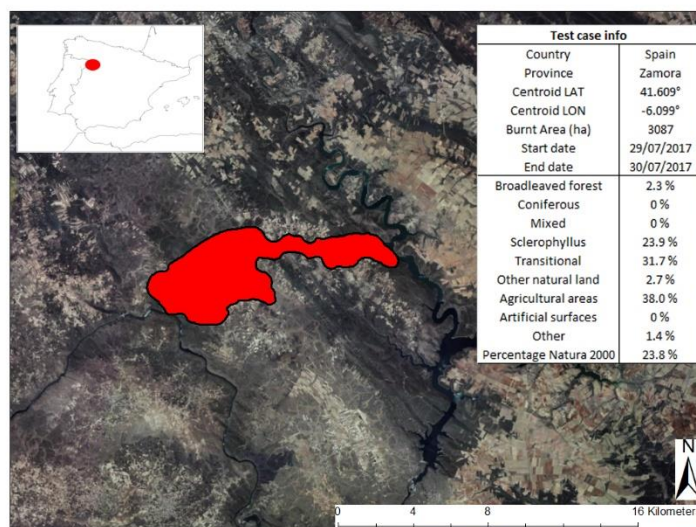 Test case info
Country Spain
Province Zamora
Centroid LAT 41.609°
Centroid LON -6.099°
Burnt Area (ha) 3087
Start date 29/07/2017
End date 30/07/2017
Broadleaved forest 2.3 %
Coniferous 0 %
Mixed 0 %
Sclerophyllus 23.9 %
Transitional 31.7 %
Other natural land 2.7 %
Agricultural areas 38.0 %
Artificial surfaces 0 %
Other 1.4 %
Percentage Natura 2000 23.8 %
N
0 4 8 16 Kilometer